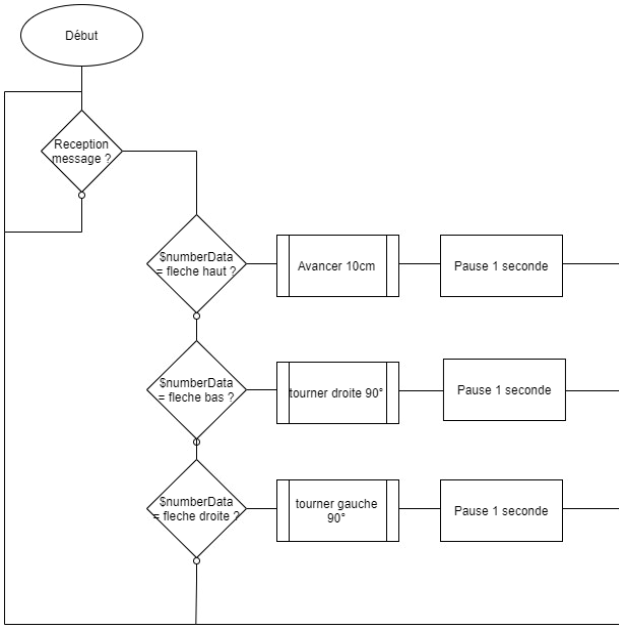 Début
Reception
message ?
$numberData
= fleche haut ?
Avancer 10cm
Pause 1 seconde
$numberData
= fleche bas ?
tourner droite 90°
Pause 1 seconde
$numberData
= fleche droite ?
tourner gauche
90°
Pause 1 seconde